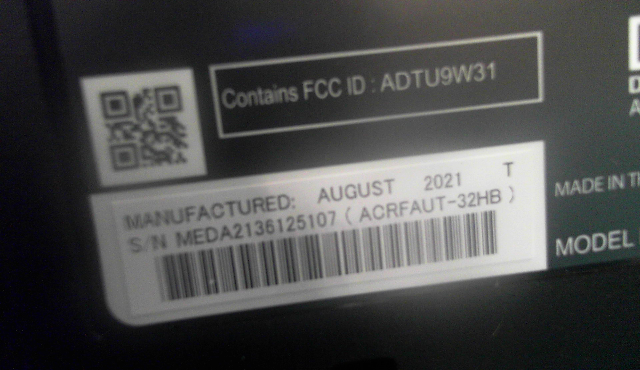 Contains FCC ID : ADTU9W31
MANUFACTURED: AUGUST 2021 T
S/N MEDA2136125107 ( ACRFAUT-32HB )
MADE IN
MODEL